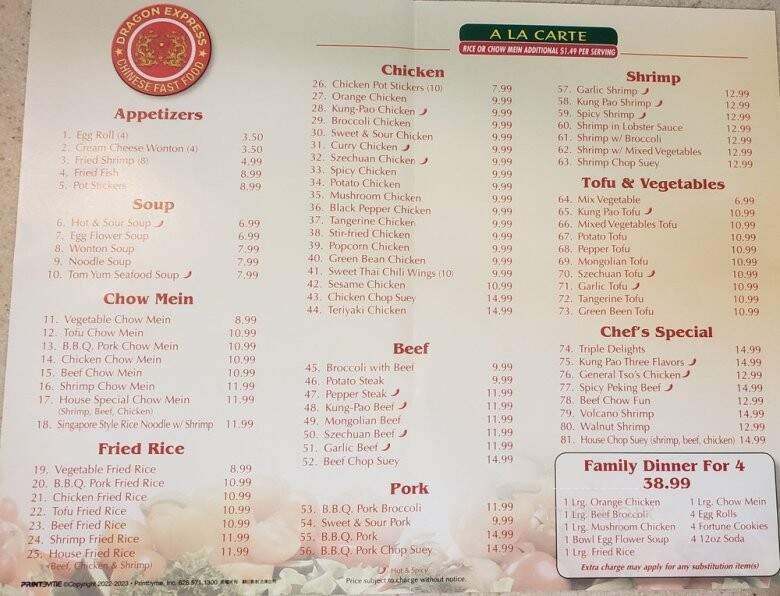 DRAGON EXPRESS
CHINESE FAST FOOD
Appetizers
1. Egg Roll (4) 3.50
2. Cream Cheese Wonton (4) 3.50
3. Fried Shrimp (8) 4.99
4. Fried Fish 8.99
5. Pot Stickers 8.99
Soup
6. Hot & Sour Soup 6.99
7. Egg Flower Soup 6.99
8. Wonton Soup 7.99
9. Noodle Soup 7.99
10. Tom Yum Seafood Soup 7.99
Chow Mein
11. Vegetable Chow Mein 8.99
12. Tofu Chow Mein 10.99
13. B.B.Q. Pork Chow Mein 10.99
14. Chicken Chow Mein 10.99
15. Beef Chow Mein 10.99
16. Shrimp Chow Mein 11.99
17. House Special Chow Mein 11.99
(Shrimp, Beef, Chicken)
18. Singapore Style Rice Noodle w/ Shrimp 11.99
Fried Rice
19. Vegetable Fried Rice 8.99
20. B.B.Q. Pork Fried Rice 10.99
21. Chicken Fried Rice 10.99
22. Tofu Fried Rice 10.99
23. Beef Fried Rice 10.99
24. Shrimp Fried Rice 11.99
25. House Fried Rice 11.99
(Beef, Chicken & Shrimp)
A LA CARTE
RICE OR CHOW MEIN ADDITIONAL $1.49 PER SERVING
Chicken
26. Chicken Pot Stickers (10) 7.99
27. Orange Chicken 9.99
28. Kung-Pao Chicken 9.99
29. Broccoli Chicken 9.99
30. Sweet & Sour Chicken 9.99
31. Curry Chicken 9.99
32. Szechuan Chicken 9.99
33. Spicy Chicken 9.99
34. Potato Chicken 9.99
35. Mushroom Chicken 9.99
36. Black Pepper Chicken 9.99
37. Tangerine Chicken 9.99
38. Stir-fried Chicken 9.99
39. Popcorn Chicken 9.99
40. Green Bean Chicken 9.99
41. Sweet Thai Chili Wings (10) 9.99
42. Sesame Chicken 10.99
43. Chicken Chop Suey 14.99
44. Teriyaki Chicken 14.99
Beef
45. Broccoli with Beef 9.99
46. Potato Steak 9.99
47. Pepper Steak 11.99
48. Kung-Pao Beef 11.99
49. Mongolian Beef 11.99
50. Szechuan Beef 11.99
51. Garlic Beef 11.99
52. Beef Chop Suey 14.99
Pork
53. B.B.Q. Pork Broccoli 11.99
54. Sweet & Sour Pork 9.99
55. B.B.Q. Pork 14.99
56. B.B.Q. Pork Chop Suey 14.99
Hot & Spicy
Price subject to charge without notice.
Shrimp
57. Garlic Shrimp 12.99
58. Kung Pao Shrimp 12.99
59. Spicy Shrimp 12.99
60. Shrimp in Lobster Sauce 12.99
61. Shrimp w/ Broccoli 12.99
62. Shrimp w/ Mixed Vegetables 12.99
63. Shrimp Chop Suey 12.99
Tofu & Vegetables
64. Mix Vegetable 6.99
65. Kung Pao Tofu 10.99
66. Mixed Vegetables Tofu 10.99
67. Potato Tofu 10.99
68. Pepper Tofu 10.99
69. Mongolian Tofu 10.99
70. Szechuan Tofu 10.99
71. Garlic Tofu 10.99
72. Tangerine Tofu 10.99
73. Green Been Tofu 10.99
Chef's Special
74. Triple Delights 14.99
75. Kung Pao Three Flavors 14.99
76. General Tso's Chicken 12.99
77. Spicy Peking Beef 14.99
78. Beef Chow Fun 12.99
79. Volcano Shrimp 14.99
80. Walnut Shrimp 12.99
81. House Chop Suey (shrimp, beef, chicken) 14.99
Family Dinner For 4
38.99
1 Lrg. Orange Chicken 1 Lrg. Chow Mein
1 Lrg. Beef Broccoli 4 Egg Rolls
1 Lrg. Mushroom Chicken 4 Fortune Cookies
1 Bowl Egg Flower Soup 4 12oz Soda
1 Lrg. Fried Rice
Extra charge may apply for any substitution item(s)
PRINTMYTIE ©Copyright 2022-2023 • Printmytie, Inc. 626.571.1300